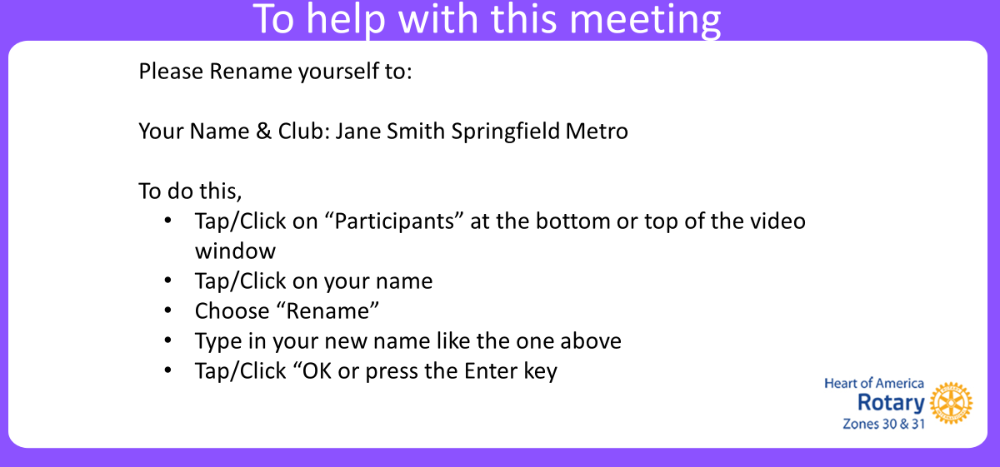 To help with this meeting
Please Rename yourself to:
Your Name & Club: Jane Smith Springfield Metro
To do this,
• Tap/Click on “Participants” at the bottom or top of the video
window
• Tap/Click on your name
• Choose “Rename”
• Type in your new name like the one above
• Tap/Click “OK or press the Enter key
Heart of America
Rotary
Zones 30 & 31